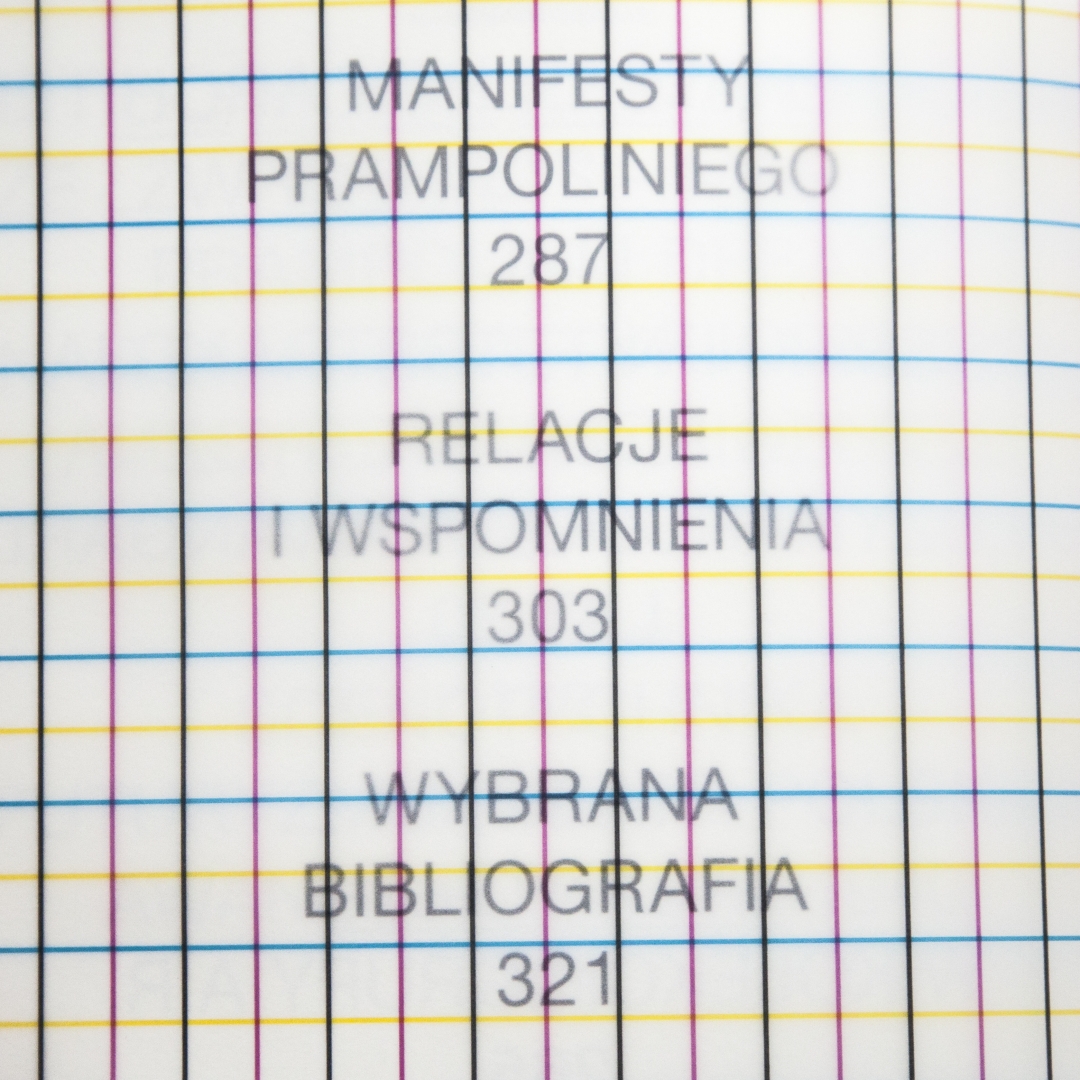 MANIFESTY
PRAMPOLINIEGO
287
RELACJE
I WSPOMNIENIA
303
WYBRANA
BIBLIOGRAFIA
321